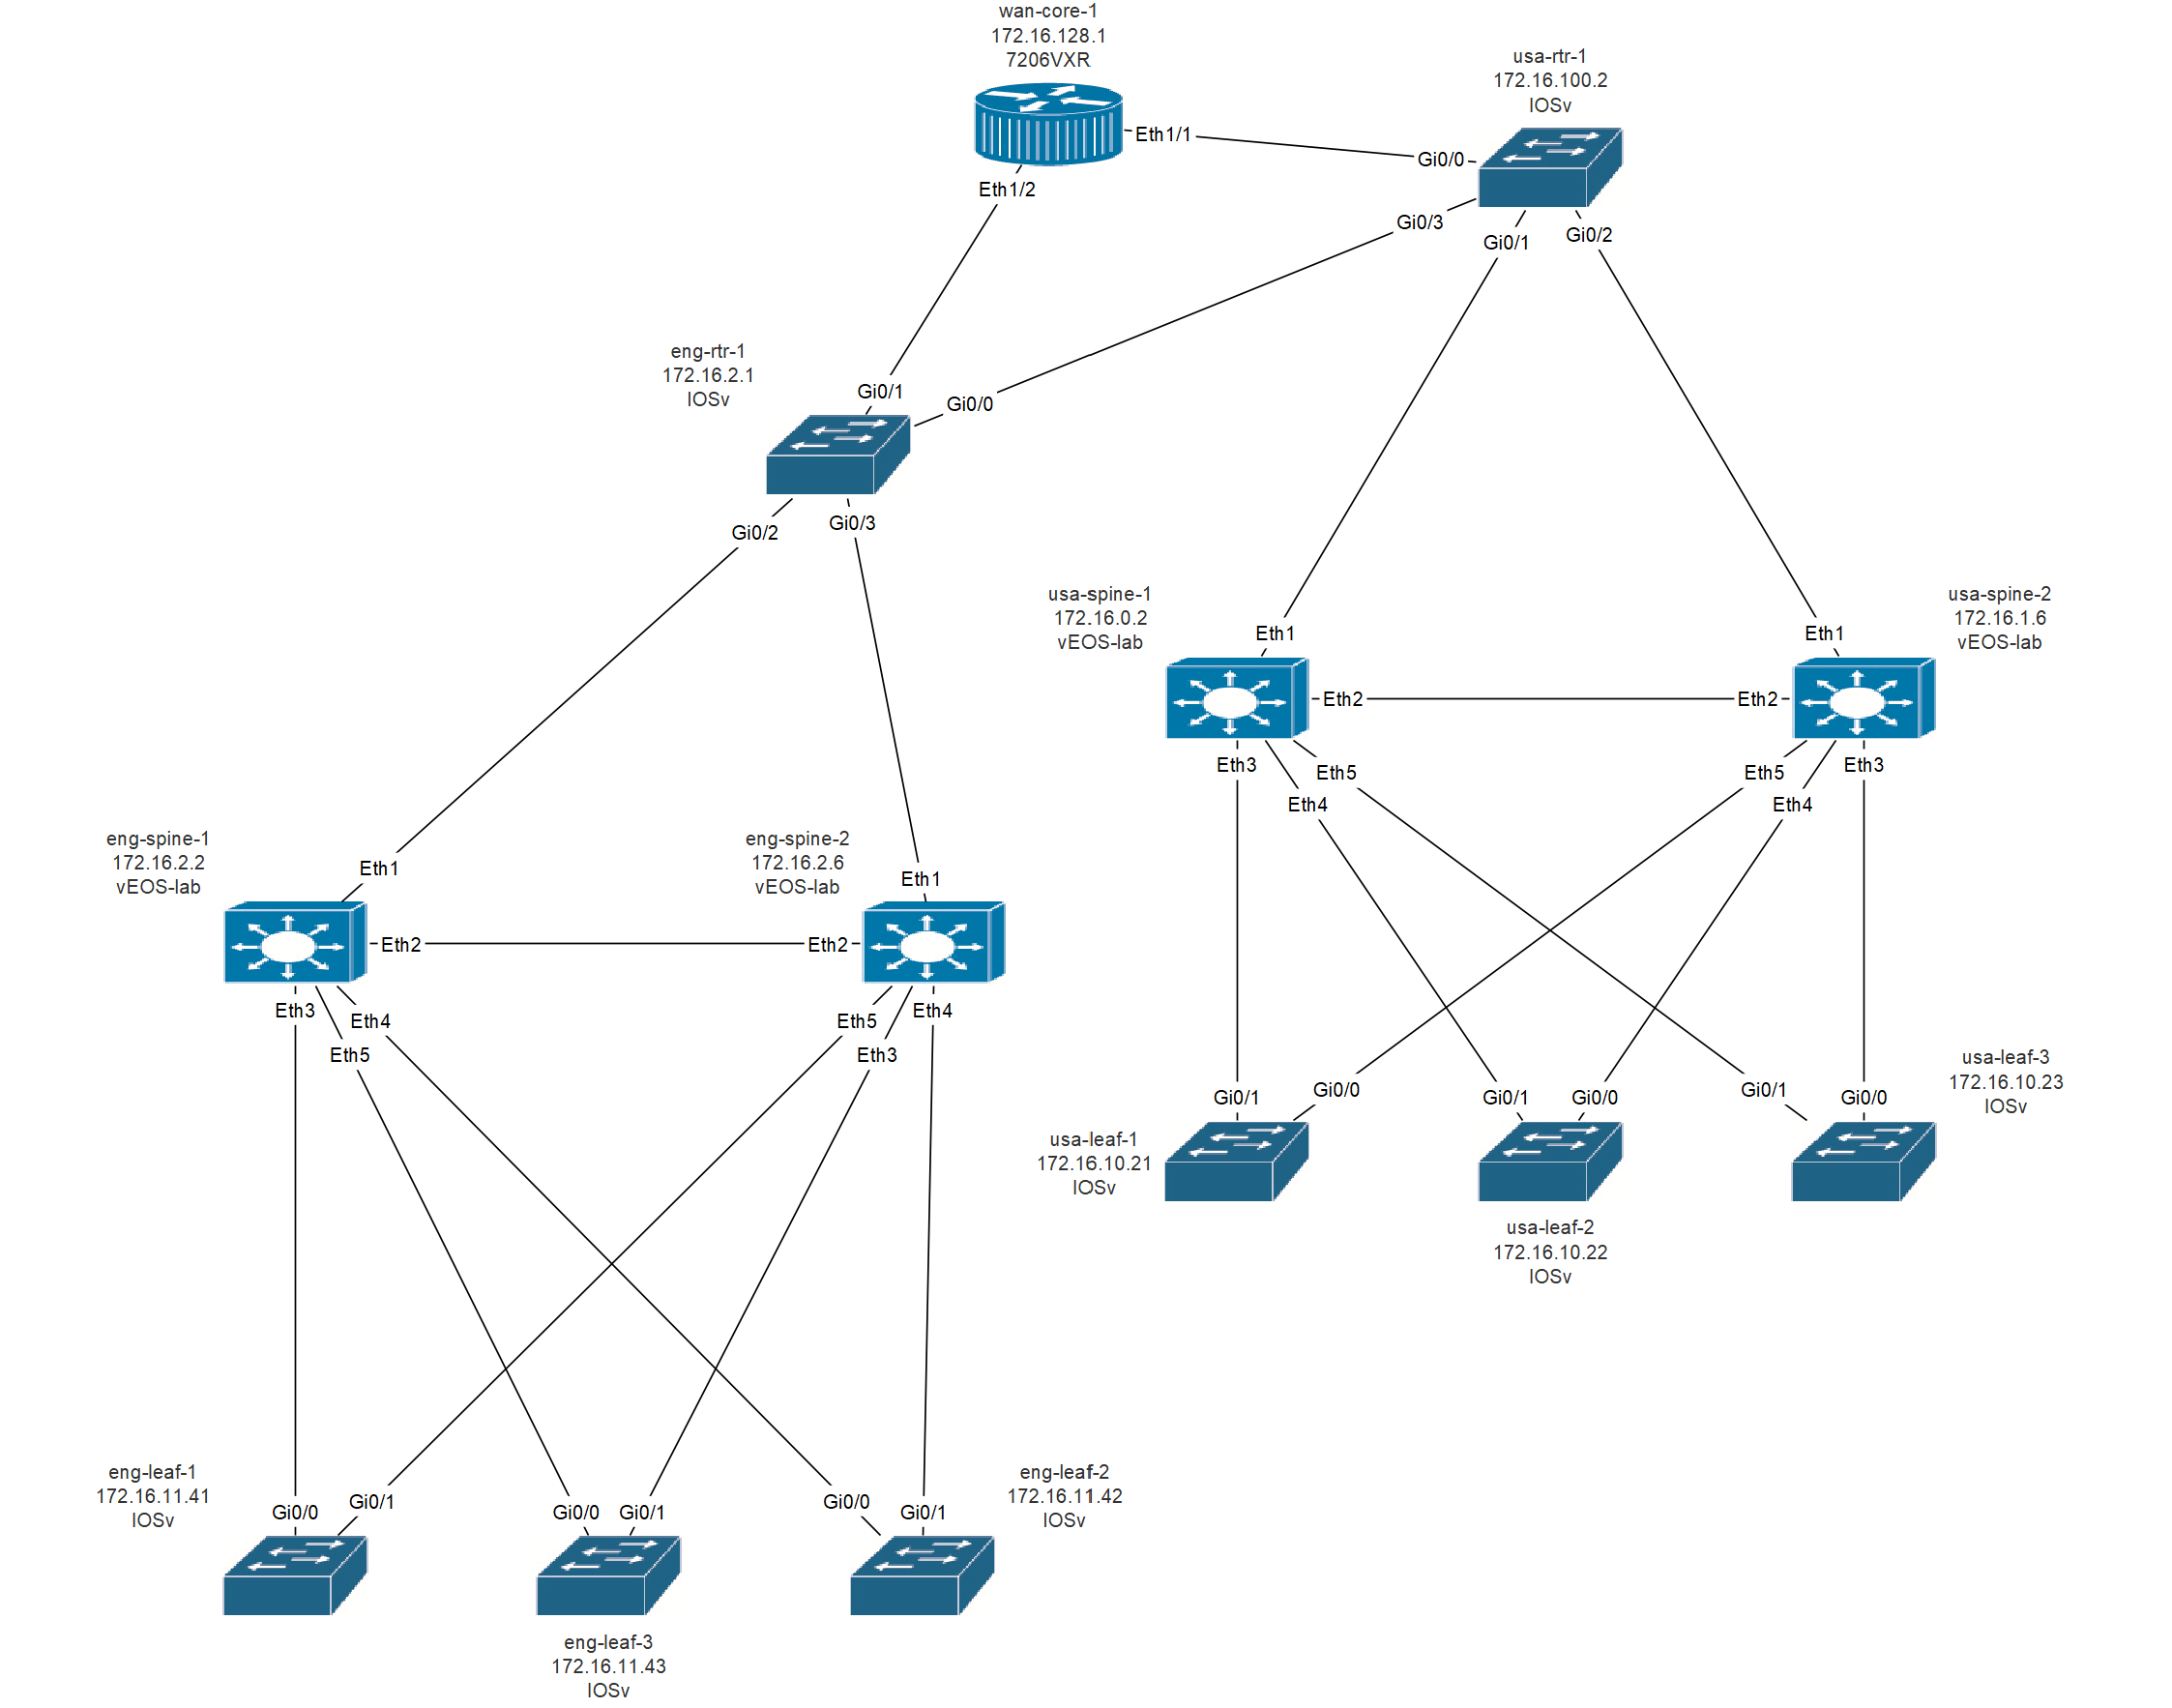 wan-core-1
172.16.128.1
7206VXR
usa-rtr-1
172.16.100.2
IOSv
Eth1/1
Gi0/0
Eth1/2
Gi0/3
Gi0/1
Gi0/2
eng-rtr-1
172.16.2.1
IOSv
Gi0/1
Gi0/0
Gi0/2
Gi0/3
usa-spine-1
172.16.0.2
vEOS-lab
usa-spine-2
172.16.1.6
vEOS-lab
Eth1
Eth1
Eth2
Eth2
Eth3
Eth5
Eth4
Eth5
Eth3
Eth4
eng-spine-1
172.16.2.2
vEOS-lab
eng-spine-2
172.16.2.6
vEOS-lab
Eth1
Eth1
Eth2
Eth2
Eth3
Eth4
Eth5
Eth5
Eth4
Eth3
usa-leaf-3
172.16.10.23
IOSv
Gi0/1
Gi0/0
Gi0/1
Gi0/0
Gi0/1
Gi0/0
usa-leaf-1
172.16.10.21
IOSv
usa-leaf-2
172.16.10.22
IOSv
eng-leaf-1
172.16.11.41
IOSv
eng-leaf-2
172.16.11.42
IOSv
Gi0/0
Gi0/1
Gi0/0
Gi0/1
Gi0/0
Gi0/1
eng-leaf-3
172.16.11.43
IOSv